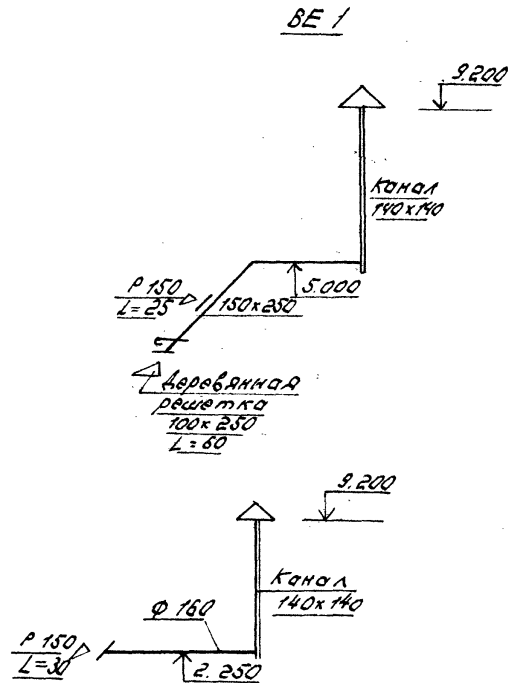 ВЕ 1
9.200
Канал
140х140
5.000
Р 150
L=25
150х250
Деревянная
решетка
100х250
L=60
9.200
Канал
140х140
Ф 160
Р 150
L=30
2.250